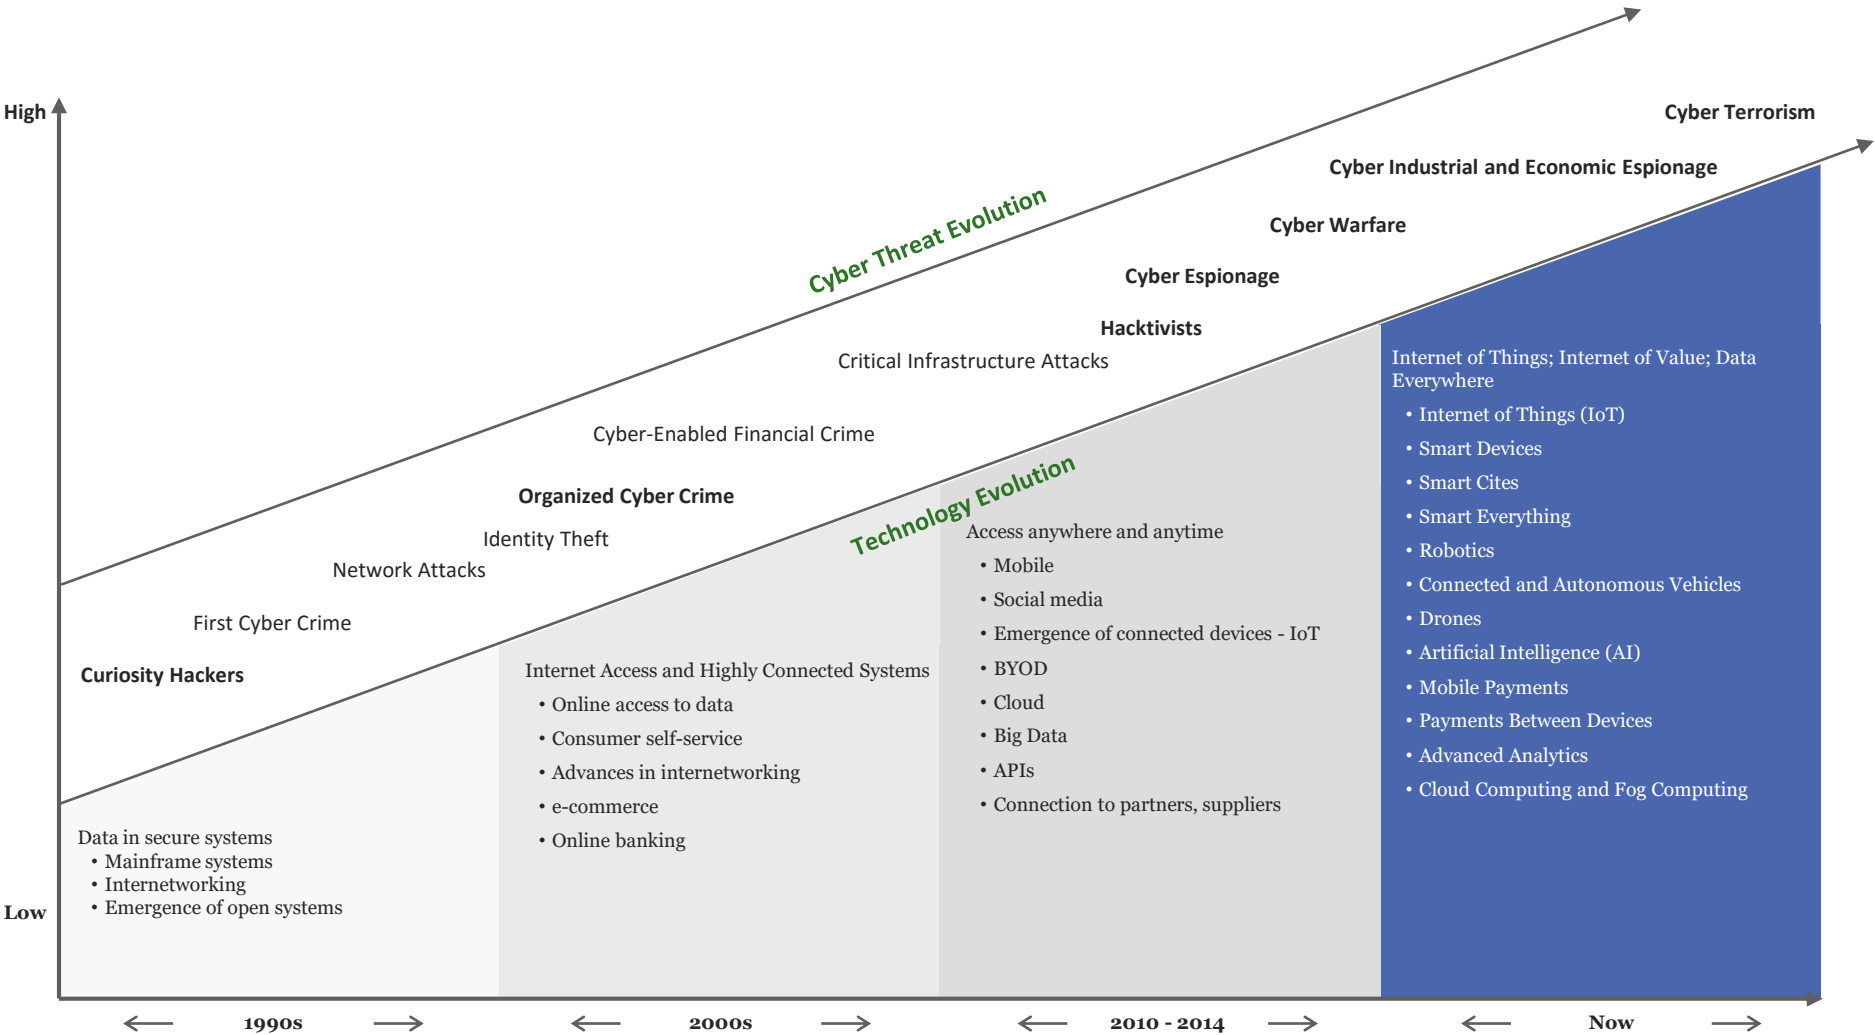 High
Cyber Terrorism
Cyber Industrial and Economic Espionage
Cyber Threat Evolution
Cyber Warfare
Cyber Espionage
Hacktivists
Critical Infrastructure Attacks
Cyber-Enabled Financial Crime
Organized Cyber Crime
Identity Theft
Network Attacks
First Cyber Crime
Curiosity Hackers
Technology Evolution
Data in secure systems
• Mainframe systems
• Internetworking
• Emergence of open systems
Internet Access and Highly Connected Systems
• Online access to data
• Consumer self-service
• Advances in internetworking
• e-commerce
• Online banking
Access anywhere and anytime
• Mobile
• Social media
• Emergence of connected devices - IoT
• BYOD
• Cloud
• Big Data
• APIs
• Connection to partners, suppliers
Internet of Things; Internet of Value; Data
Everywhere
• Internet of Things (IoT)
• Smart Devices
• Smart Cites
• Smart Everything
• Robotics
• Connected and Autonomous Vehicles
• Drones
• Artificial Intelligence (AI)
• Mobile Payments
• Payments Between Devices
• Advanced Analytics
• Cloud Computing and Fog Computing
Low
1990s
2000s
2010 - 2014
Now